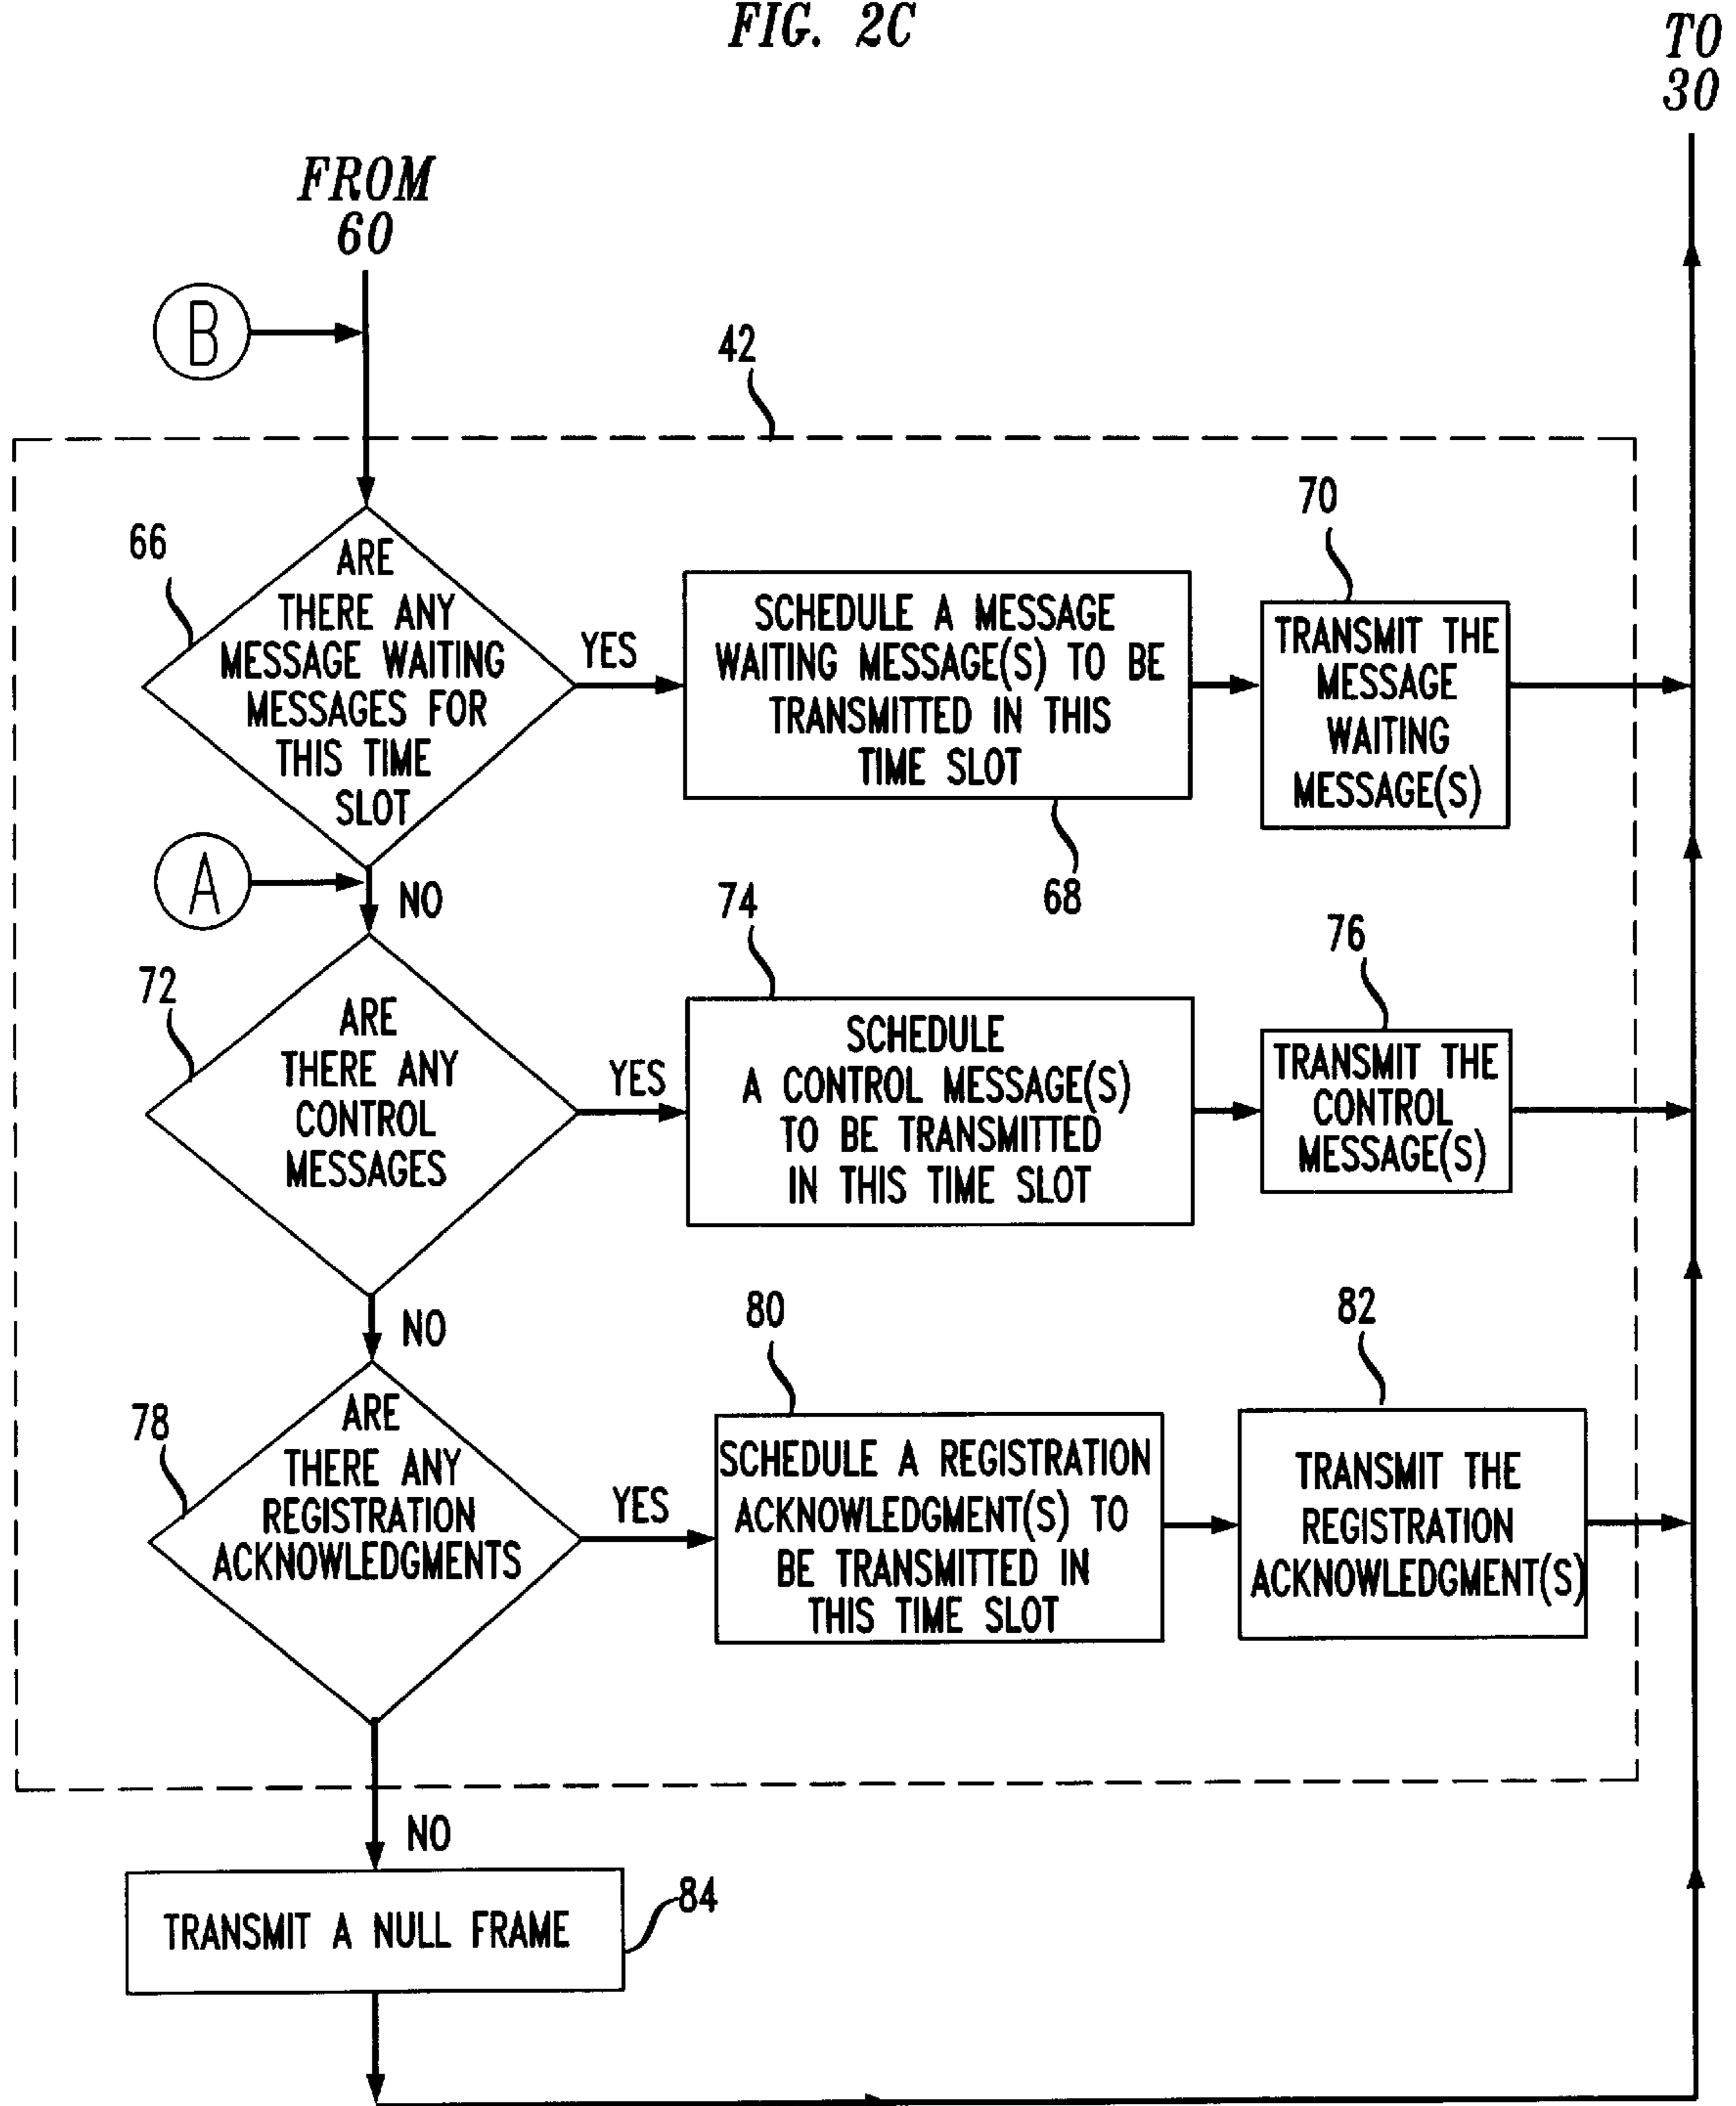 FIG. 2C
TO
30
FROM
60
B
42
66
ARE
THERE ANY
MESSAGE WAITING
MESSAGES FOR
THIS TIME
SLOT
YES
SCHEDULE A MESSAGE
WAITING MESSAGE(S) TO BE
TRANSMITTED IN THIS
TIME SLOT
68
70
TRANSMIT THE
MESSAGE
WAITING
MESSAGE(S)
A
NO
72
ARE
THERE ANY
CONTROL
MESSAGES
YES
74
SCHEDULE
A CONTROL MESSAGE(S)
TO BE TRANSMITTED
IN THIS TIME SLOT
76
TRANSMIT THE
CONTROL
MESSAGE(S)
NO
78
ARE
THERE ANY
REGISTRATION
ACKNOWLEDGMENTS
YES
80
SCHEDULE A REGISTRATION
ACKNOWLEDGMENT(S) TO
BE TRANSMITTED IN
THIS TIME SLOT
82
TRANSMIT THE
REGISTRATION
ACKNOWLEDGMENT(S)
NO
TRANSMIT A NULL FRAME
84